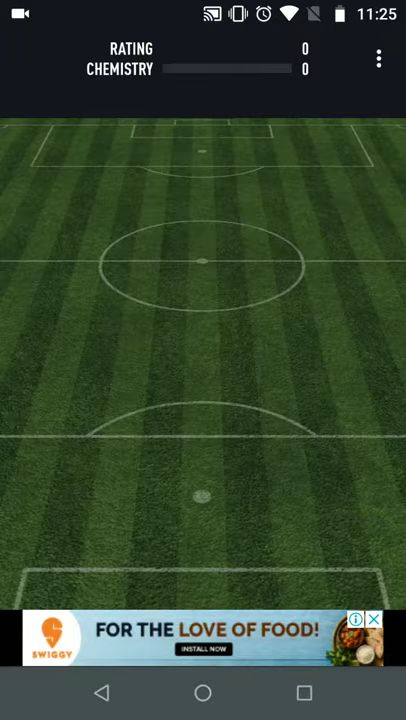 11:25
RATING 0
CHEMISTRY 0
FOR THE LOVE OF FOOD!
SWIGGY
INSTALL NOW